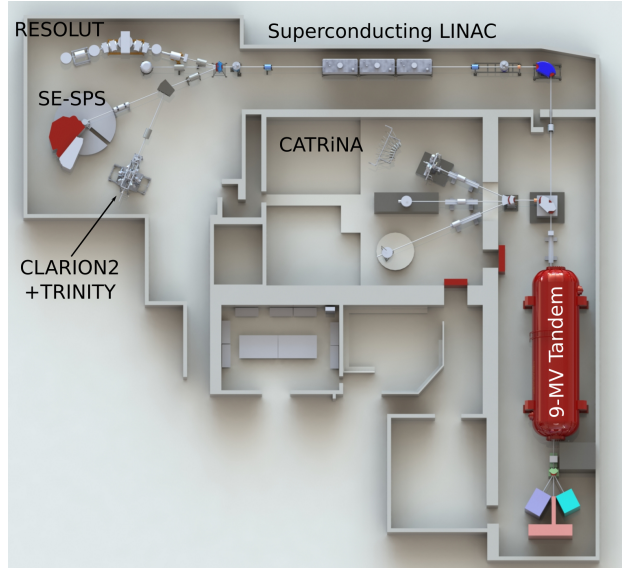 RESOLUT
Superconducting LINAC
SE-SPS
CATRiNA
CLARION2
+TRINITY
9-MV Tandem